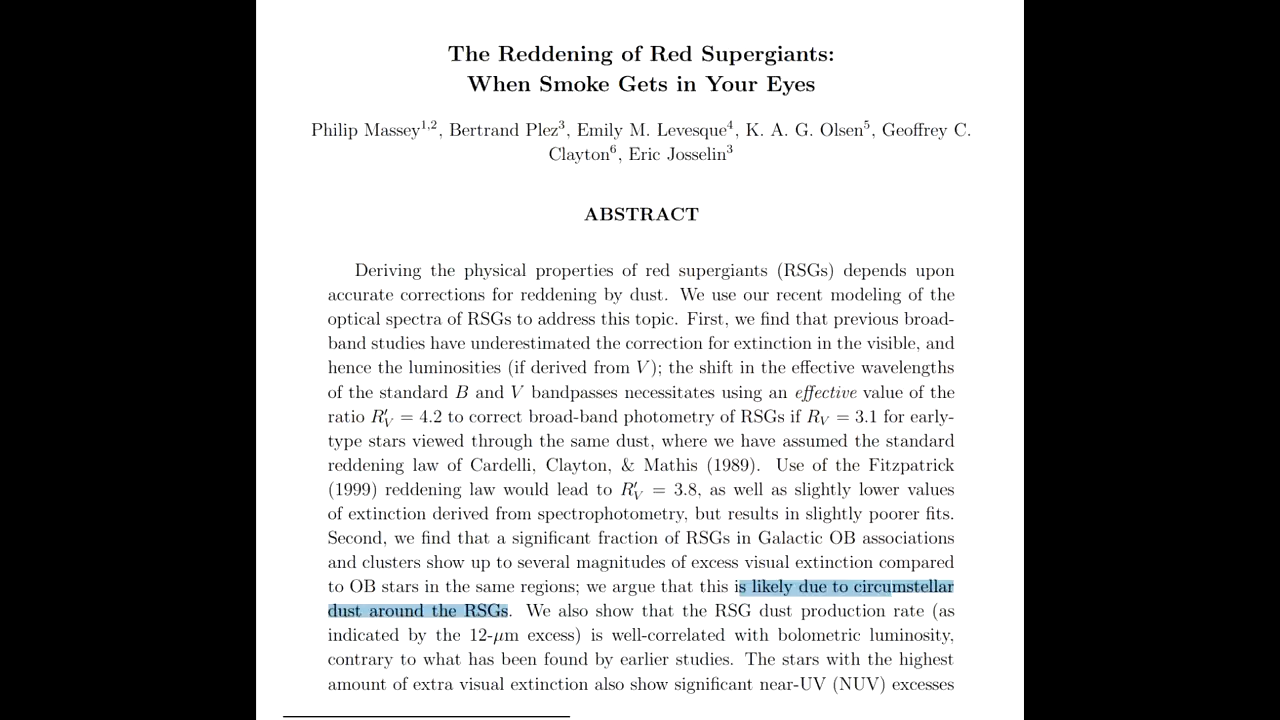 The Reddening of Red Supergiants:
When Smoke Gets in Your Eyes
Philip Massey1,2, Bertrand Plez3, Emily M. Levesque4, K. A. G. Olsen5, Geoffrey C.
Clayton6, Eric Josselin3
ABSTRACT
Deriving the physical properties of red supergiants (RSGs) depends upon
accurate corrections for reddening by dust. We use our recent modeling of the
optical spectra of RSGs to address this topic. First, we find that previous broad-
band studies have underestimated the correction for extinction in the visible, and
hence the luminosities (if derived from V); the shift in the effective wavelengths
of the standard B and V bandpasses necessitates using an effective value of the
ratio R′V = 4.2 to correct broad-band photometry of RSGs if RV = 3.1 for early-
type stars viewed through the same dust, where we have assumed the standard
reddening law of Cardelli, Clayton, & Mathis (1989). Use of the Fitzpatrick
(1999) reddening law would lead to R′V = 3.8, as well as slightly lower values
of extinction derived from spectrophotometry, but results in slightly poorer fits.
Second, we find that a significant fraction of RSGs in Galactic OB associations
and clusters show up to several magnitudes of excess visual extinction compared
to OB stars in the same regions; we argue that this is likely due to circumstellar
dust around the RSGs. We also show that the RSG dust production rate (as
indicated by the 12-μm excess) is well-correlated with bolometric luminosity,
contrary to what has been found by earlier studies. The stars with the highest
amount of extra visual extinction also show significant near-UV (NUV) excesses